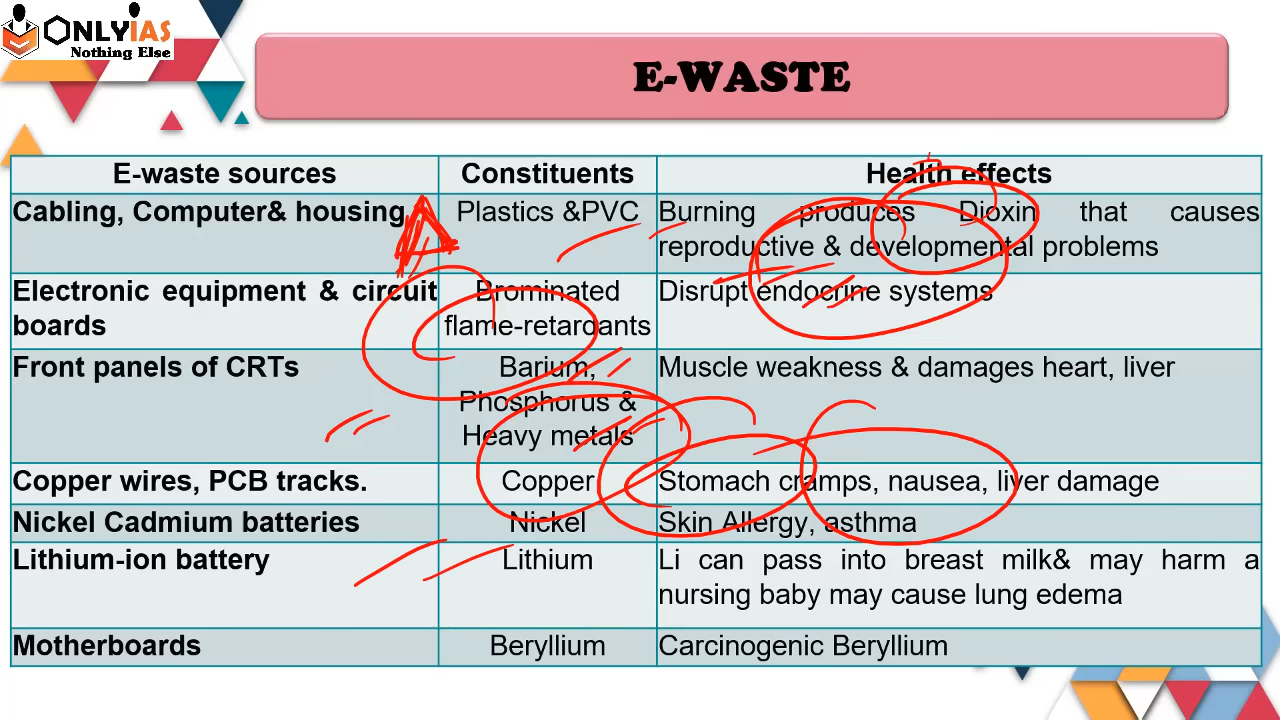 ONLYIAS
Nothing Else
E-WASTE
E-waste sources
Constituents
Health effects
Cabling, Computer& housing
Plastics &PVC
Burning produces Dioxin that causes
reproductive & developmental problems
Electronic equipment & circuit
boards
Brominated
flame-retardants
Disrupt endocrine systems
Front panels of CRTs
Barium,
Phosphorus &
Heavy metals
Muscle weakness & damages heart, liver
Copper wires, PCB tracks.
Copper
Stomach cramps, nausea, liver damage
Nickel Cadmium batteries
Nickel
Skin Allergy, asthma
Lithium-ion battery
Lithium
Li can pass into breast milk& may harm a
nursing baby may cause lung edema
Motherboards
Beryllium
Carcinogenic Beryllium